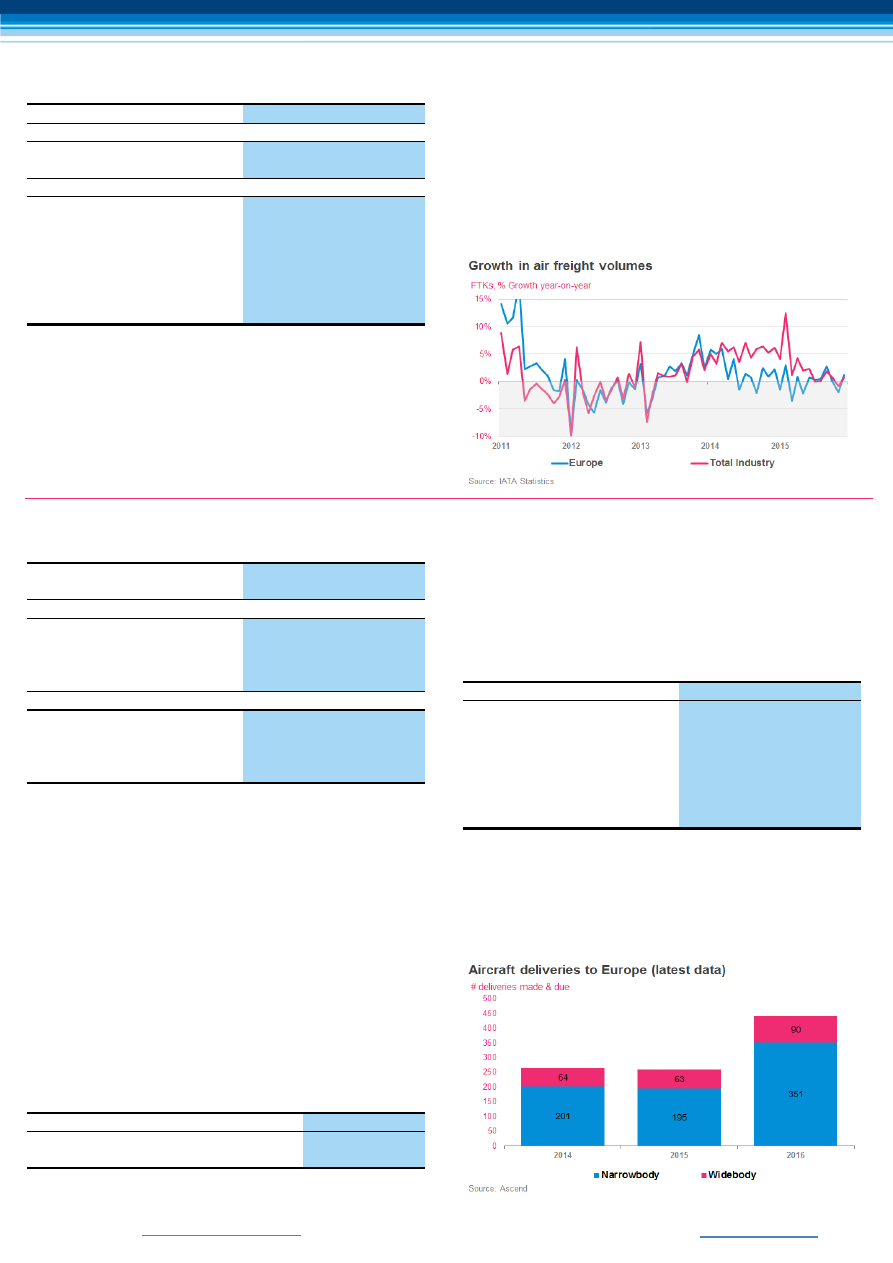 Growth in air freight volumes
FTKs, % Growth year-on-year
15%
10%
5%
0%
-5%
-10%
2011 2012 2013 2014 2015
Europe Total Industry
Source: IATA Statistics
Aircraft deliveries to Europe (latest data)
# deliveries made & due
500
450
400
350
300
250
200
150
100
50
0
64
201
63
195
90
351
2014 2015 2016
Narrowbody Widebody
Source: Ascend